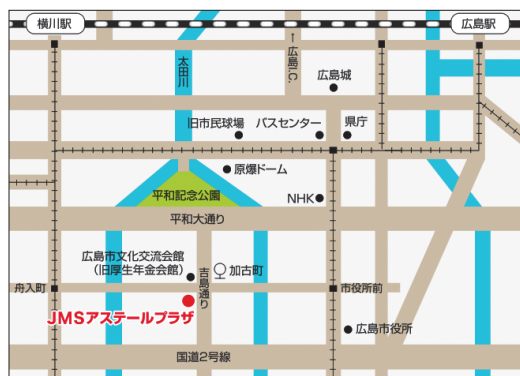 横川駅
広島駅
太田川
←広島I.C.
広島城
旧市民球場
バスセンター
県庁
原爆ドーム
平和記念公園
NHK
平和大通り
広島市文化交流会館
(旧厚生年金会館)
吉島通り
加古町
舟入町
市役所前
JMSアステールプラザ
広島市役所
国道2号線